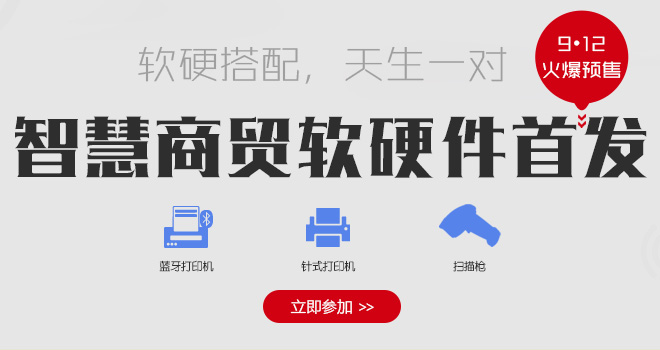 9•12
火爆预售
软硬搭配，天生一对
智慧商贸软硬件首发
蓝牙打印机
针式打印机
扫描枪
立即参加 >>